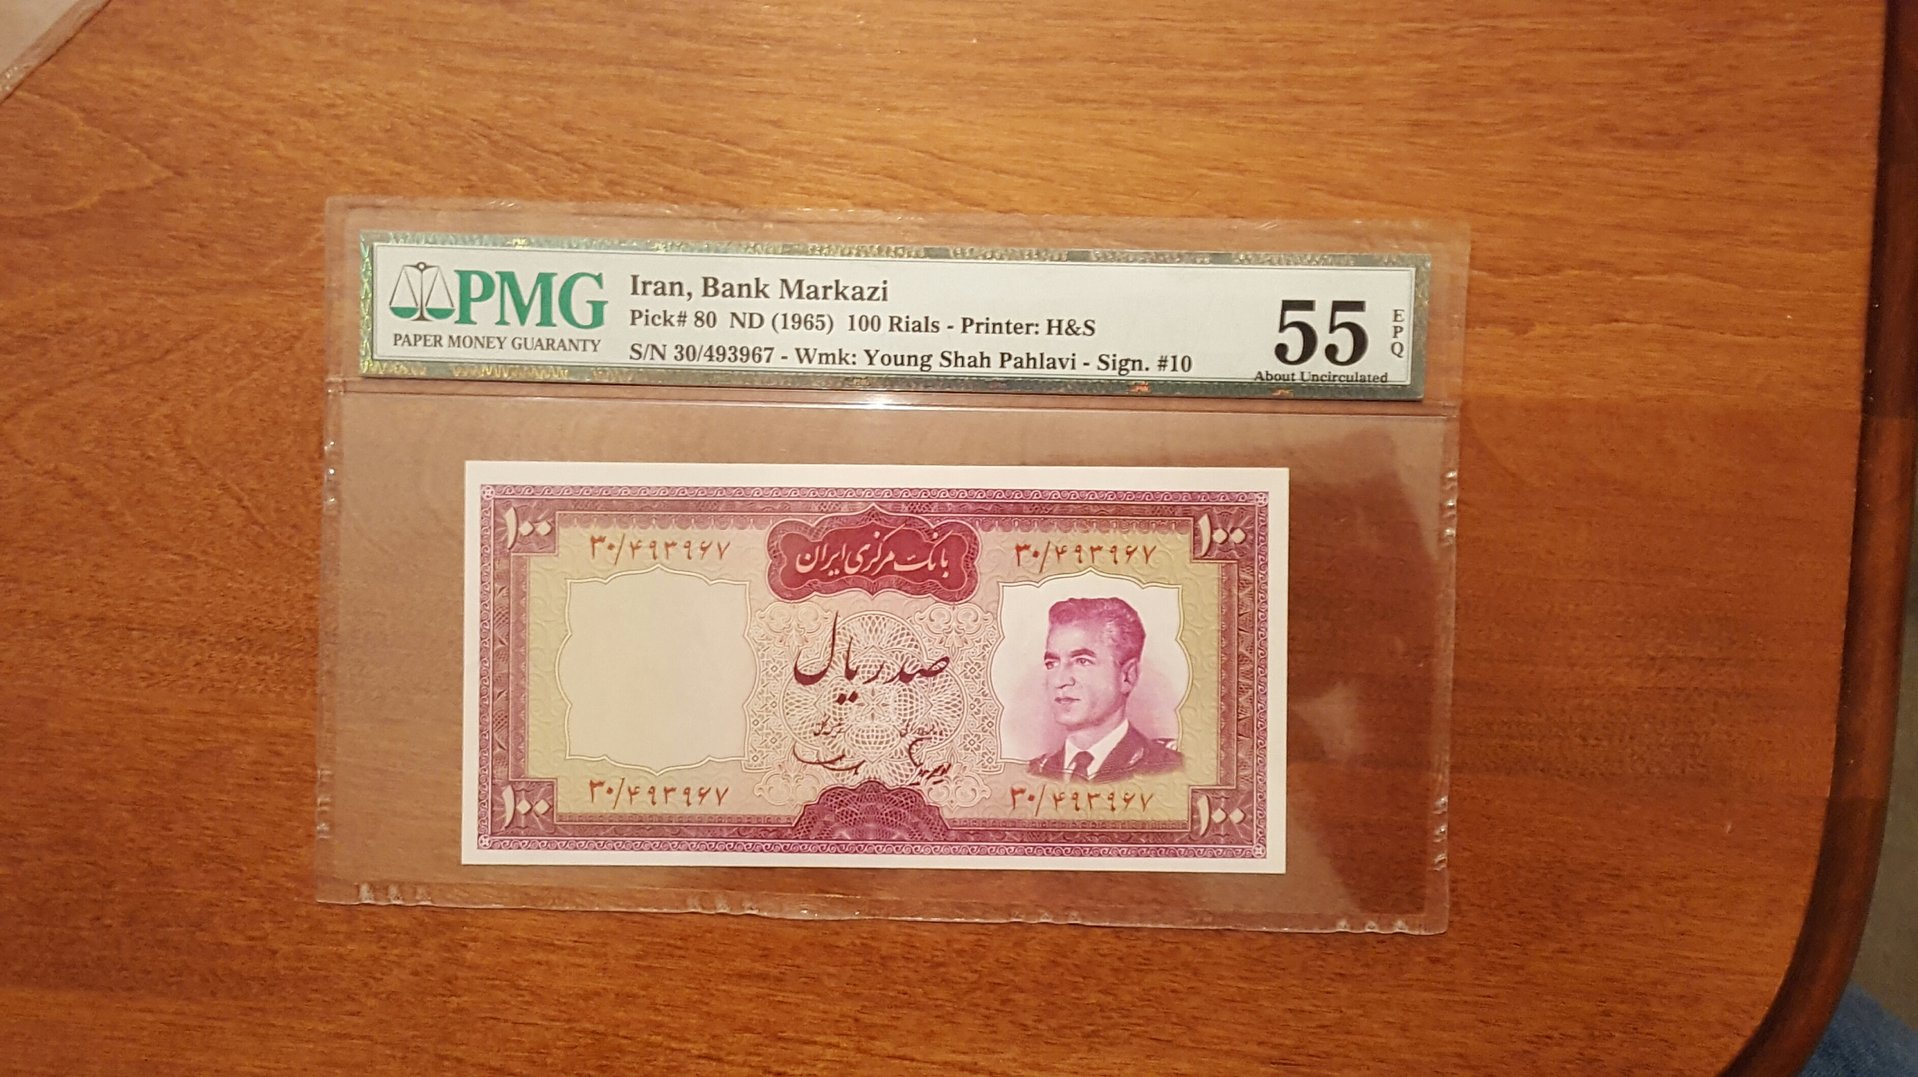 PMG
PAPER MONEY GUARANTY
Iran, Bank Markazi
Pick# 80 ND (1965) 100 Rials - Printer: H&S
S/N 30/493967 - Wmk: Young Shah Pahlavi - Sign. #10
55
EPQ
About Uncirculated
۱۰۰
۱۰۰
۳۰/۴۹۳۹۶۷
بانک مرکزی ایران
۳۰/۴۹۳۹۶۷
صد ریال
۳۰/۴۹۳۹۶۷
۳۰/۴۹۳۹۶۷
۱۰۰
۱۰۰